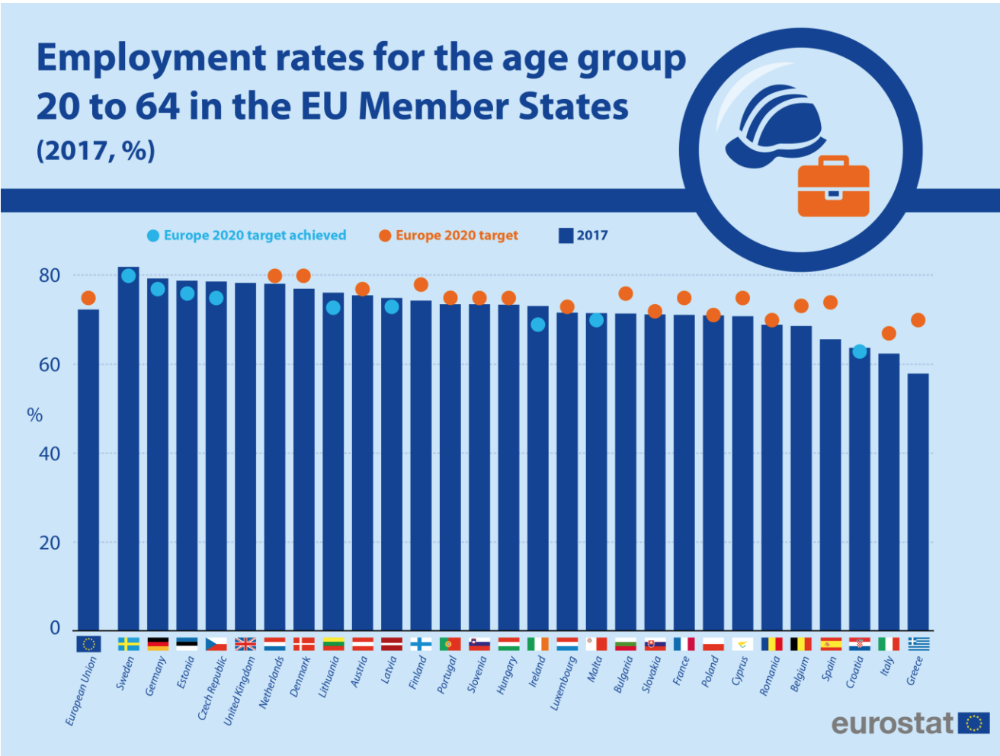 Employment rates for the age group
20 to 64 in the EU Member States
(2017, %)
Europe 2020 target achieved
Europe 2020 target
2017
80
60
%
40
20
0
European Union
Sweden
Germany
Estonia
Czech Republic
United Kingdom
Netherlands
Denmark
Lithuania
Austria
Latvia
Finland
Portugal
Slovenia
Hungary
Ireland
Luxembourg
Malta
Bulgaria
Slovakia
France
Poland
Cyprus
Romania
Belgium
Spain
Croatia
Italy
Greece
eurostat